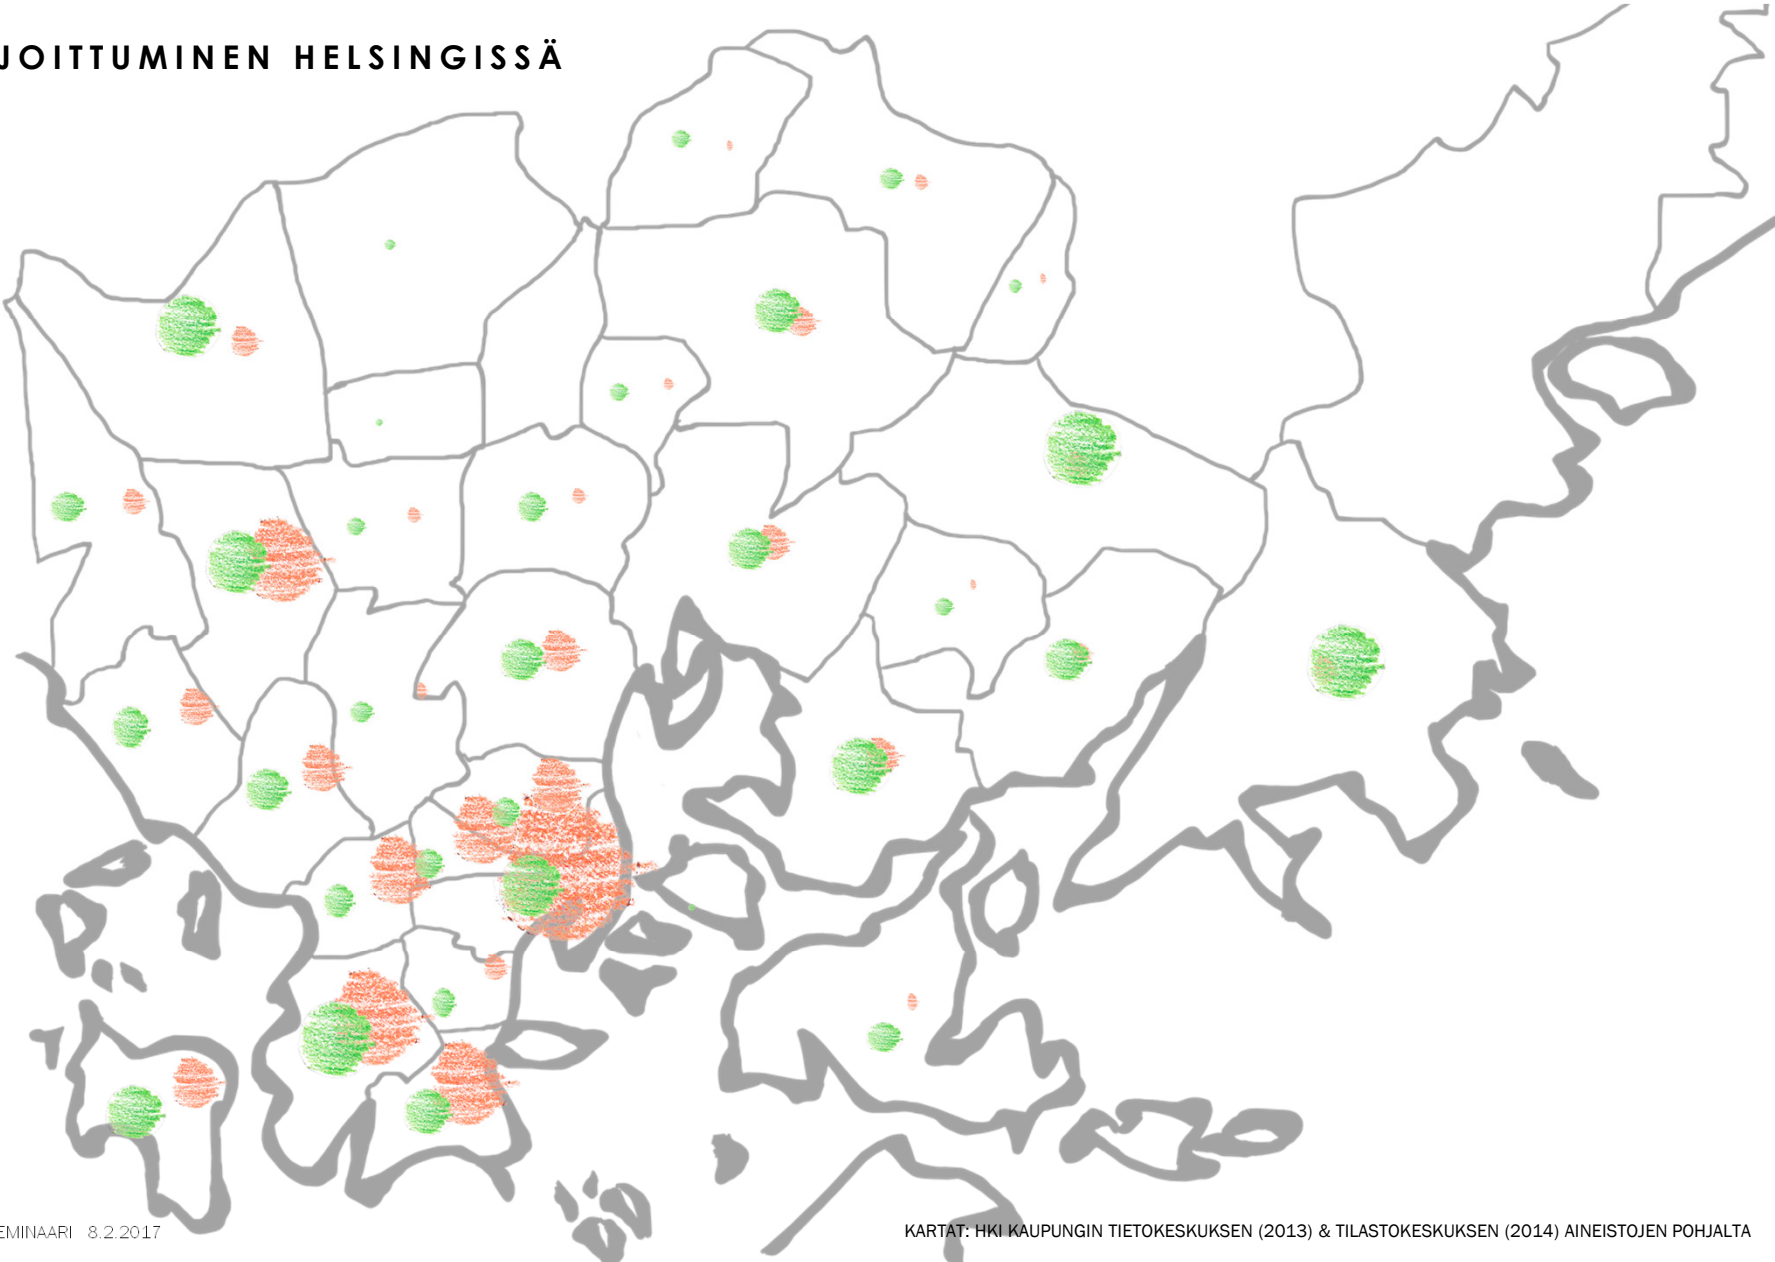 JOITTUMINEN HELSINGISSÄ
EMINAARI 8.2.2017
KARTAT: HKI KAUPUNGIN TIETOKESKUKSEN (2013) & TILASTOKESKUKSEN (2014) AINEISTOJEN POHJALTA